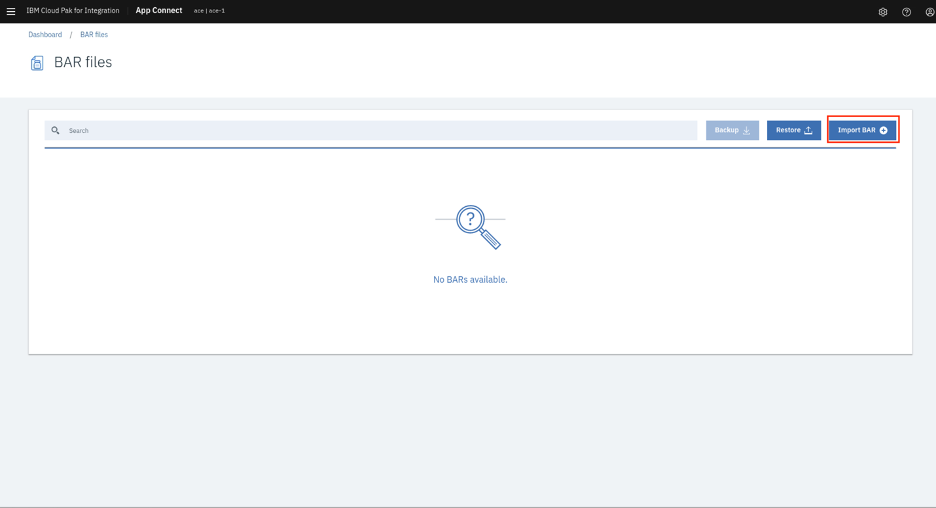 IBM Cloud Pak for Integration App Connect ace | ace-1
Dashboard / BAR files
BAR files
Search Backup Restore Import BAR
?
No BARs available.